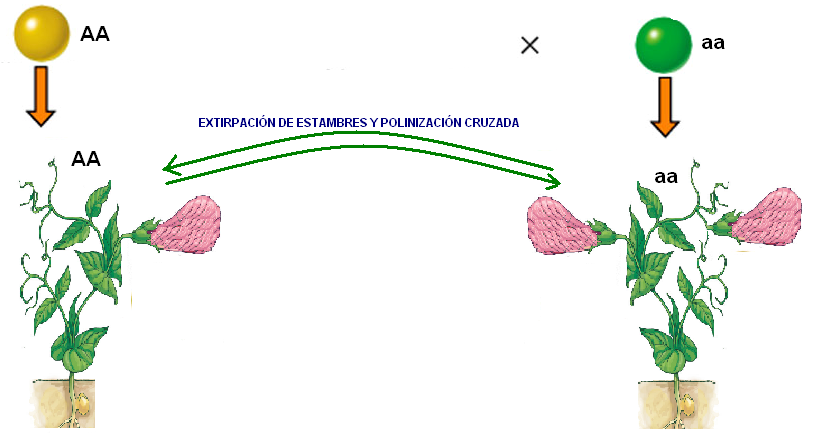 AA
×
aa
EXTIRPACIÓN DE ESTAMBRES Y POLINIZACIÓN CRUZADA
AA
aa